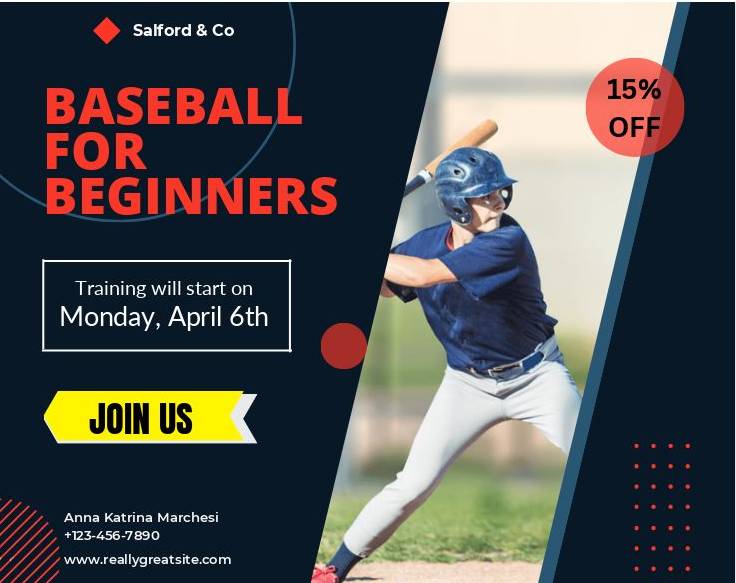 Salford & Co
BASEBALL
FOR
BEGINNERS
15%
OFF
Training will start on
Monday, April 6th
JOIN US
Anna Katrina Marchesi
+123-456-7890
www.reallygreatsite.com